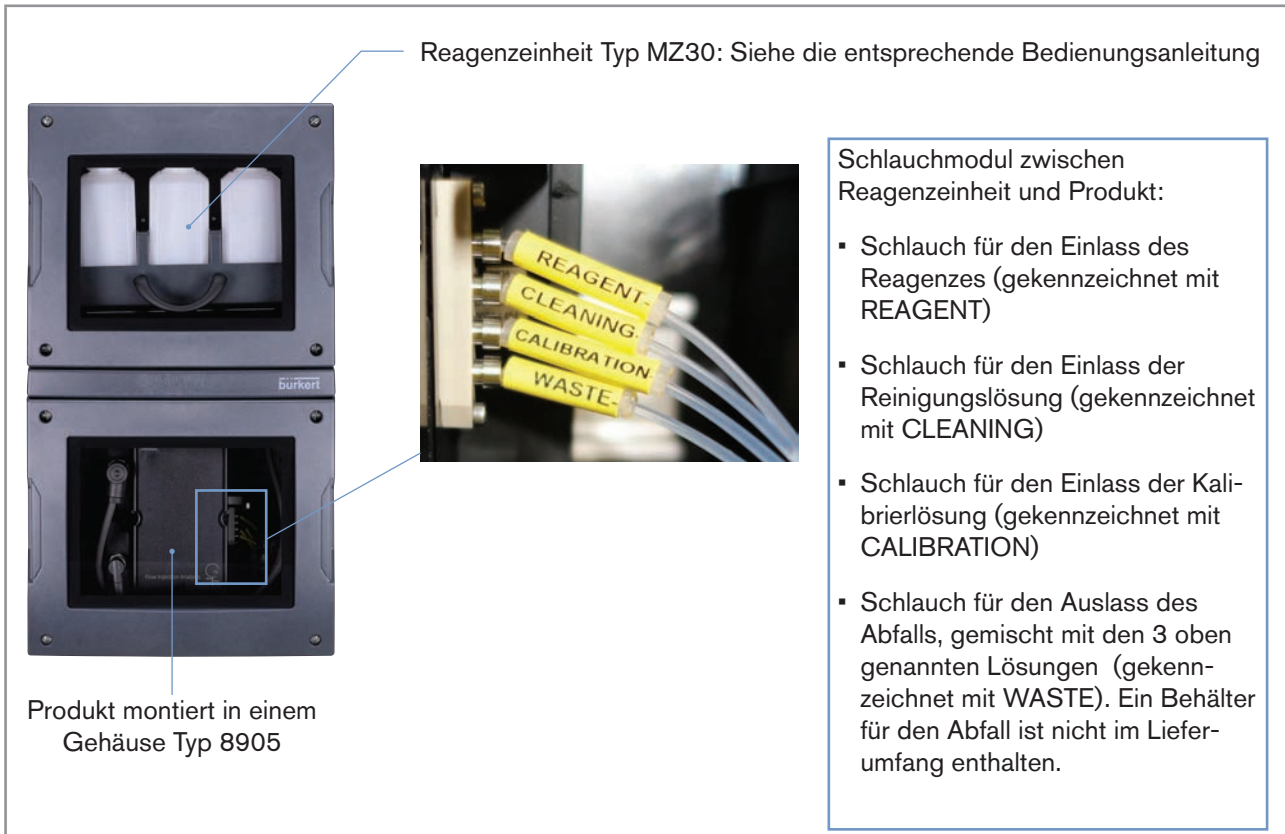 Reagenzeinheit Typ MZ30: Siehe die entsprechende Bedienungsanleitung
bürkert
Produkt montiert in einem
Gehäuse Typ 8905
REAGENT-
CLEANING-
CALIBRATION-
WASTE-
Schlauchmodul zwischen
Reagenzeinheit und Produkt:
▪ Schlauch für den Einlass des
Reagenzes (gekennzeichnet mit
REAGENT)
▪ Schlauch für den Einlass der
Reinigungslösung (gekennzeichnet
mit CLEANING)
▪ Schlauch für den Einlass der Kali-
brierlösung (gekennzeichnet mit
CALIBRATION)
▪ Schlauch für den Auslass des
Abfalls, gemischt mit den 3 oben
genannten Lösungen (gekenn-
zeichnet mit WASTE). Ein Behälter
für den Abfall ist nicht im Liefer-
umfang enthalten.